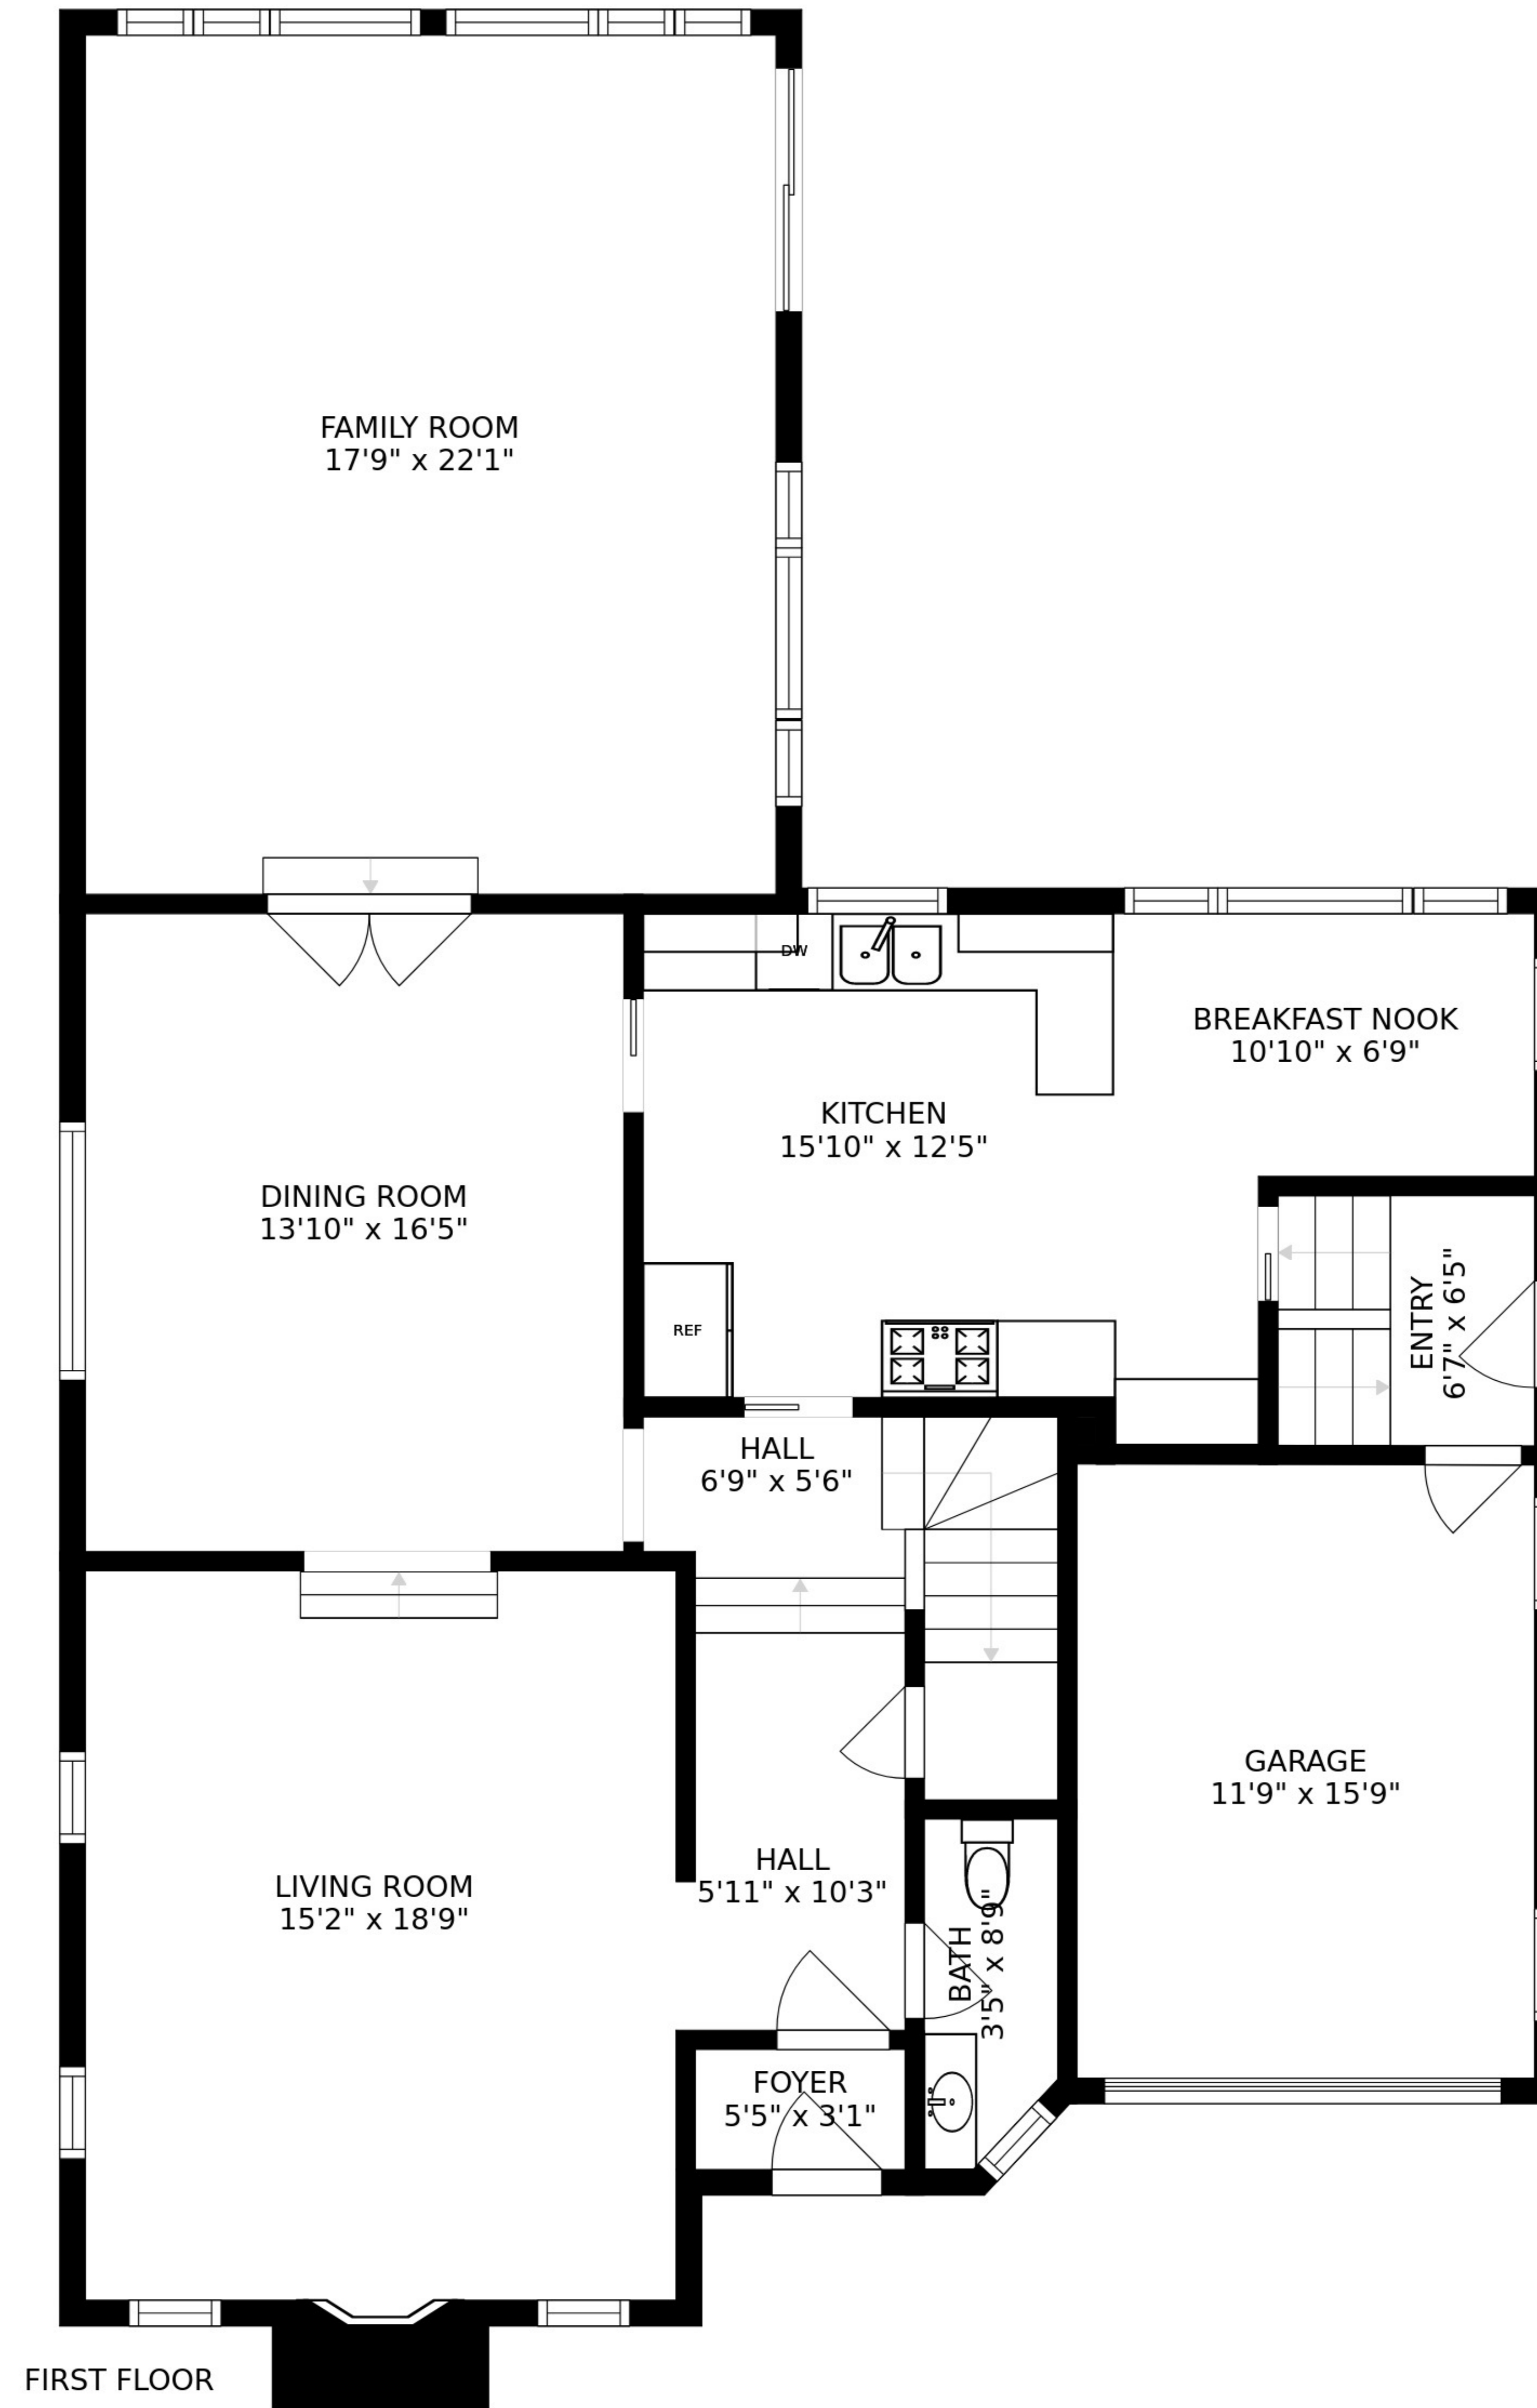 FAMILY ROOM
17'9" x 22'1"
DW
BREAKFAST NOOK
10'10" x 6'9"
KITCHEN
15'10" x 12'5"
DINING ROOM
13'10" x 16'5"
ENTRY
6'7" x 6'5"
REF
HALL
6'9" x 5'6"
GARAGE
11'9" x 15'9"
HALL
5'11" x 10'3"
LIVING ROOM
15'2" x 18'9"
BATH
3'5" x 8'9"
FOYER
5'5" x 3'1"
FIRST FLOOR